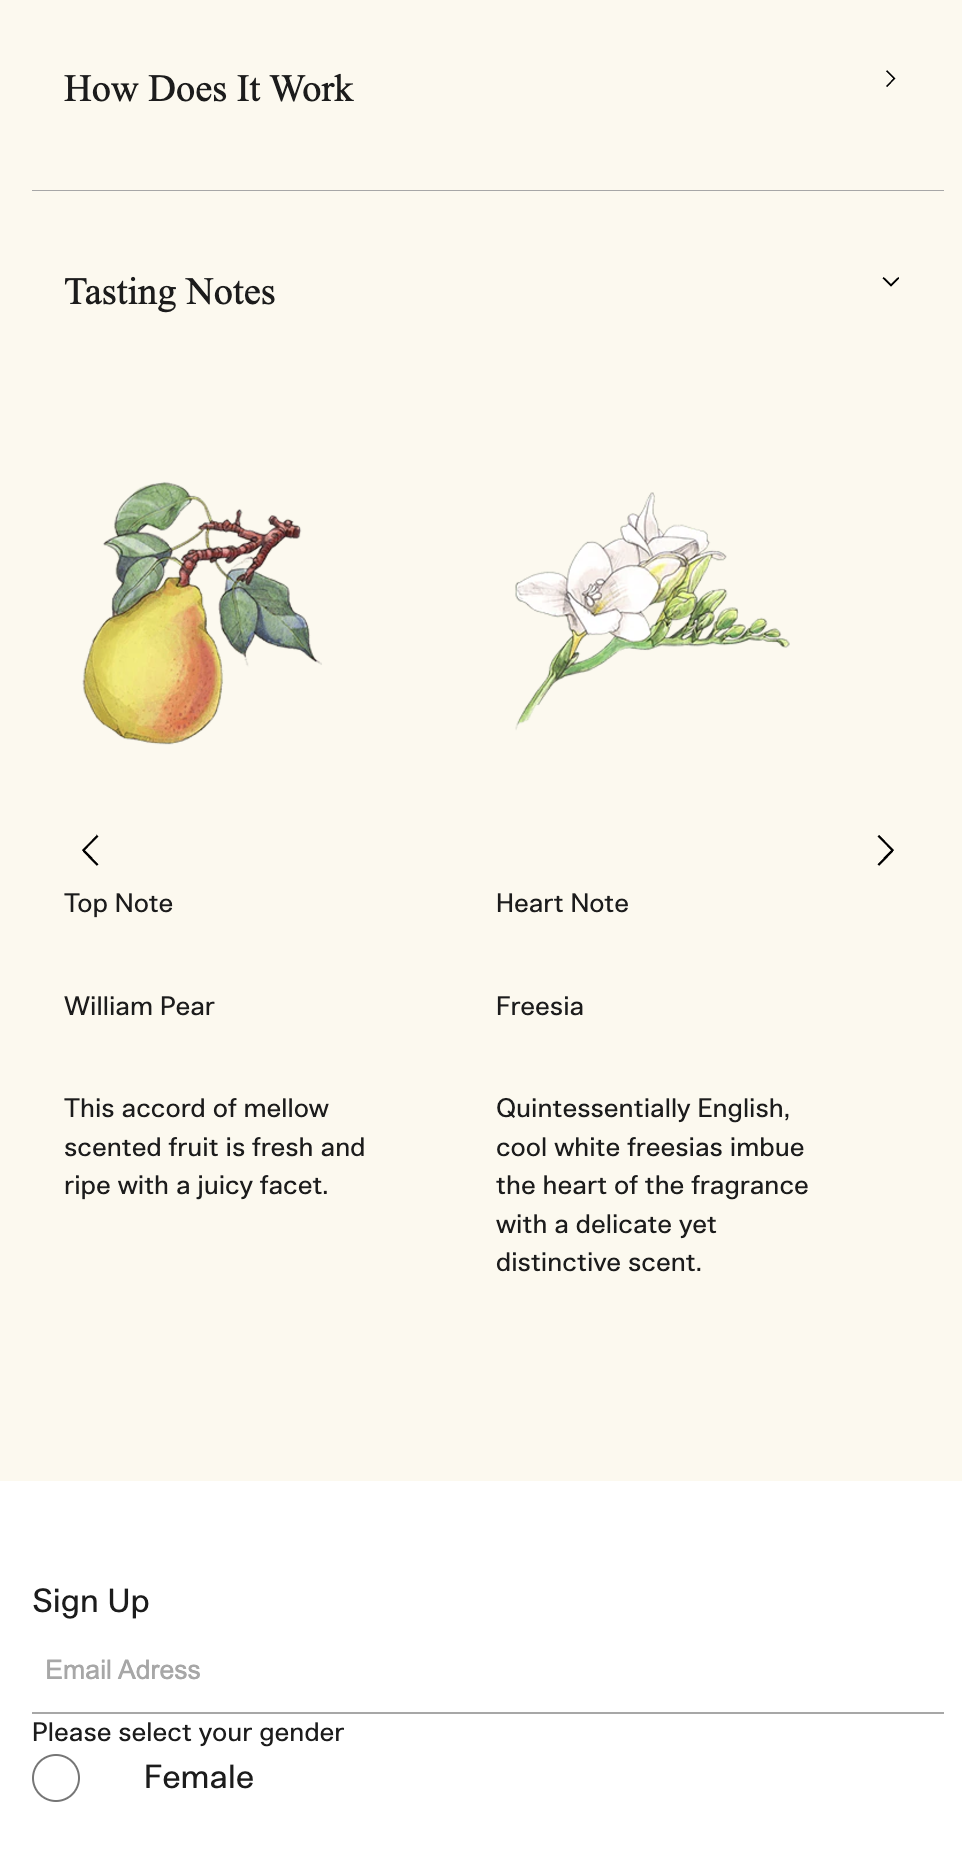 How Does It Work
Tasting Notes
Top Note
William Pear
This accord of mellow
scented fruit is fresh and
ripe with a juicy facet.
Heart Note
Freesia
Quintessentially English,
cool white freesias imbue
the heart of the fragrance
with a delicate yet
distinctive scent.
Sign Up
Email Adress
Please select your gender
Female